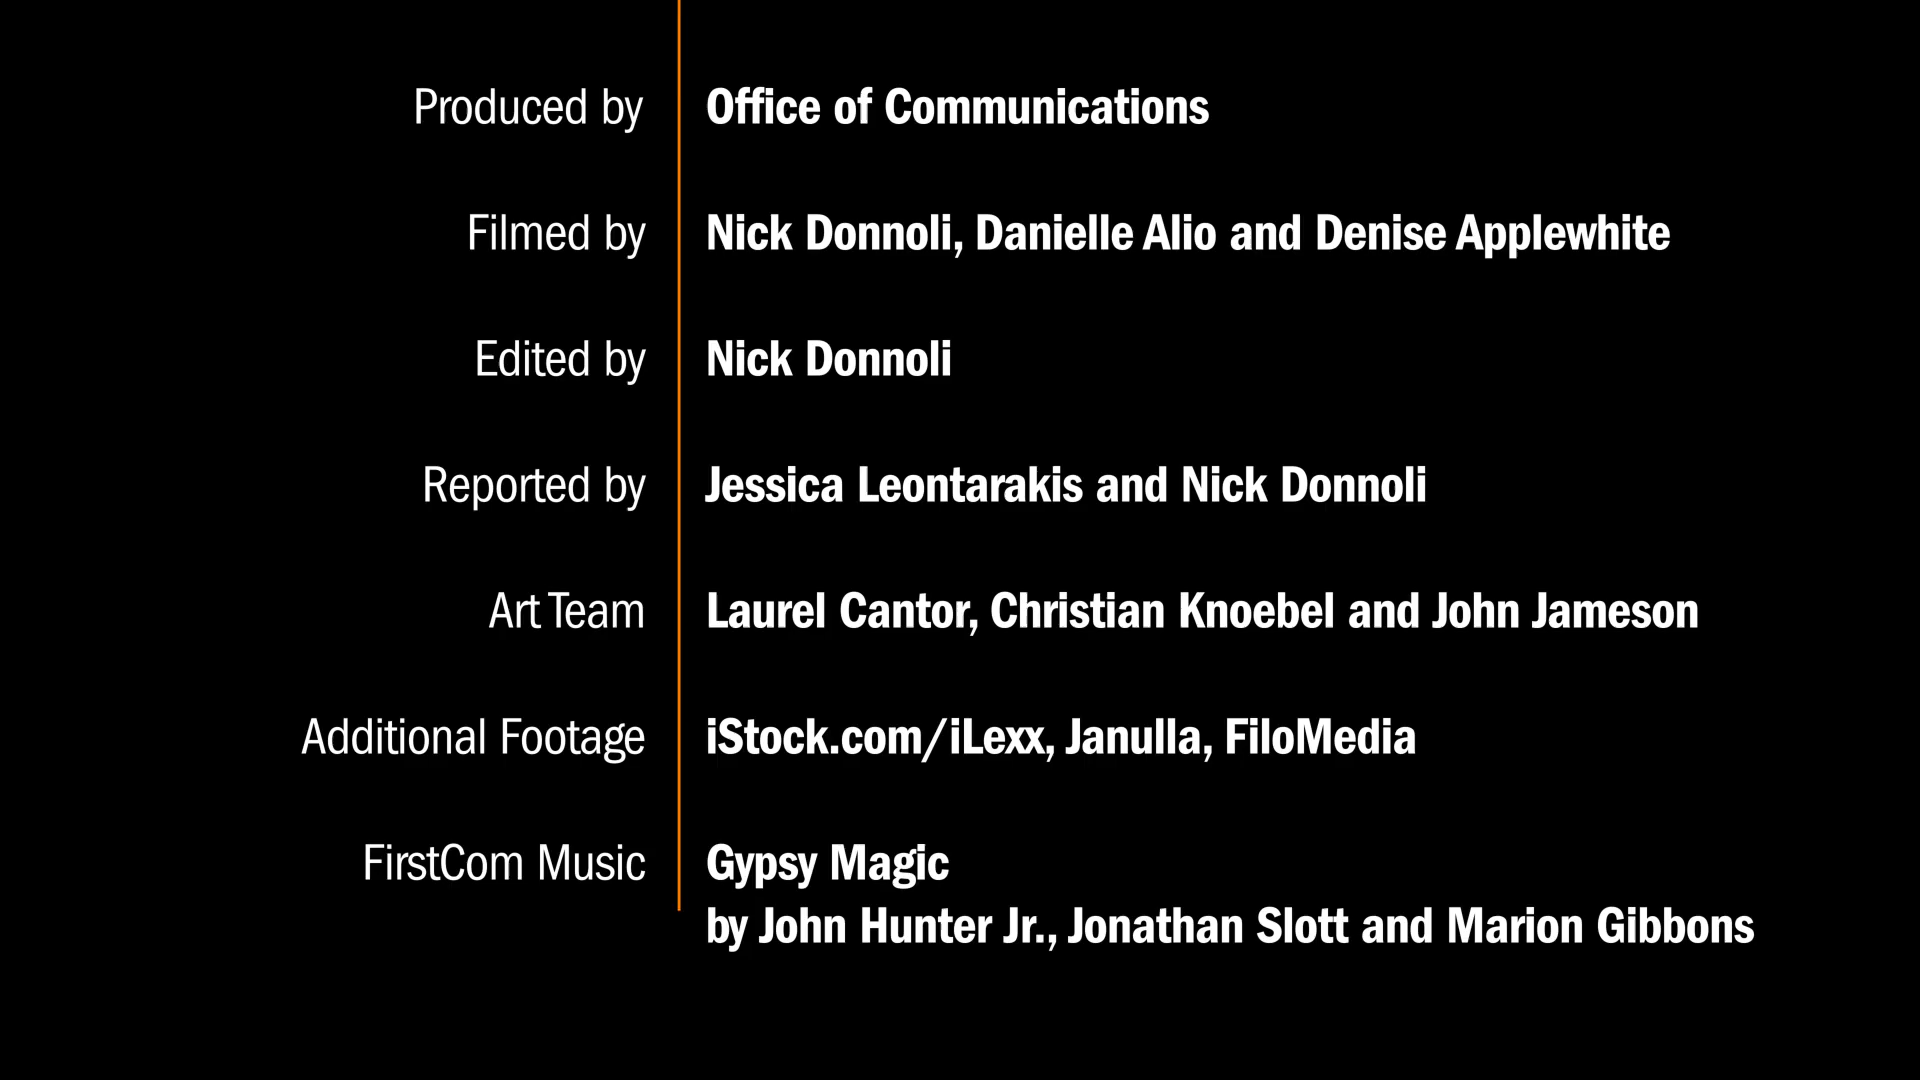 Produced by Office of Communications
Filmed by Nick Donnoli, Danielle Alio and Denise Applewhite
Edited by Nick Donnoli
Reported by Jessica Leontarakis and Nick Donnoli
Art Team Laurel Cantor, Christian Knoebel and John Jameson
Additional Footage iStock.com/iLexx, Janulla, FiloMedia
FirstCom Music Gypsy Magic
by John Hunter Jr., Jonathan Slott and Marion Gibbons